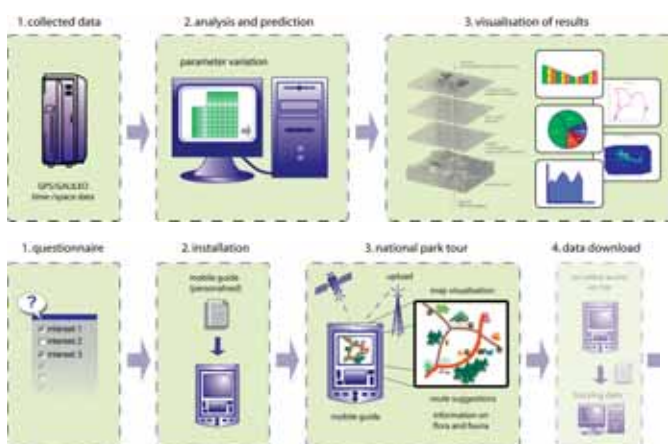 1. collected data
2. analysis and prediction
3. visualisation of results
parameter variation
GPS/GALILEO
time /space data
1. questionnaire
2. installation
3. national park tour
4. data download
mobile guide
(personalised)
upload
map visualisation
?
interest 1
interest 2
interest 3
route suggestions
mobile guide
information on
flora and fauna
tracking data